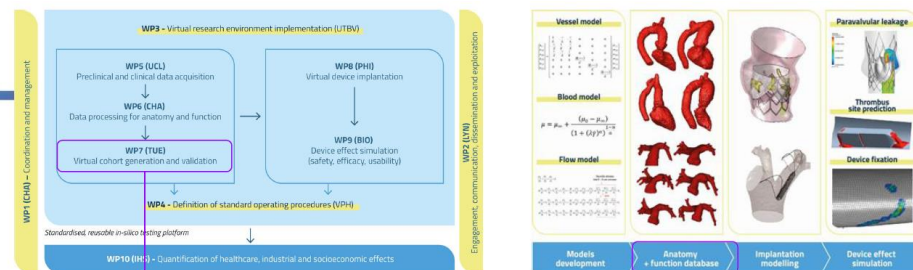 WP1 (CHA) – Coordination and management
WP3 - Virtual research environment implementation (UTBV)
WP5 (UCL)
Preclinical and clinical data acquisition
WP6 (CHA)
Data processing for anatomy and function
WP7 (TUE)
Virtual cohort generation and validation
WP8 (PHI)
Virtual device implantation
WP9 (BIO)
Device effect simulation
(safety, efficacy, usability)
WP4 - Definition of standard operating procedures (VPH)
Standardised, reusable in-silico testing platform
WP10 (IHS) - Quantification of healthcare, industrial and socioeconomic effects
WP2 (LYN)
Engagement, communication, dissemination and exploitation
Vessel model
Blood model
Flow model
Paravalvular leakage
Thrombus
site prediction
Device fixation
Models
development
Anatomy
+ function database
Implantation
modelling
Device effect
simulation